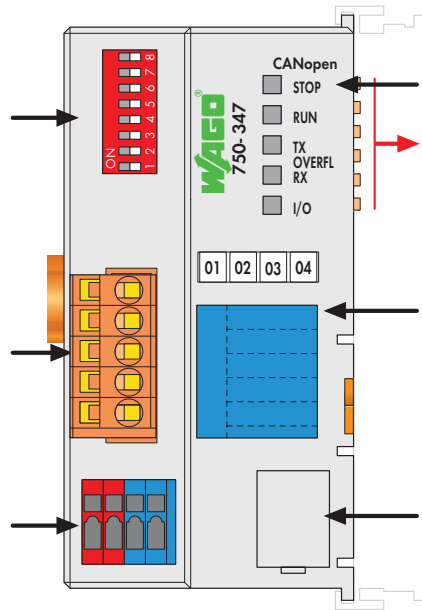 CANopen
STOP
RUN
TX
OVERFL
RX
I/O
WAGO®
750-347
ON
1 2 3 4 5 6 7 8
01 02 03 04